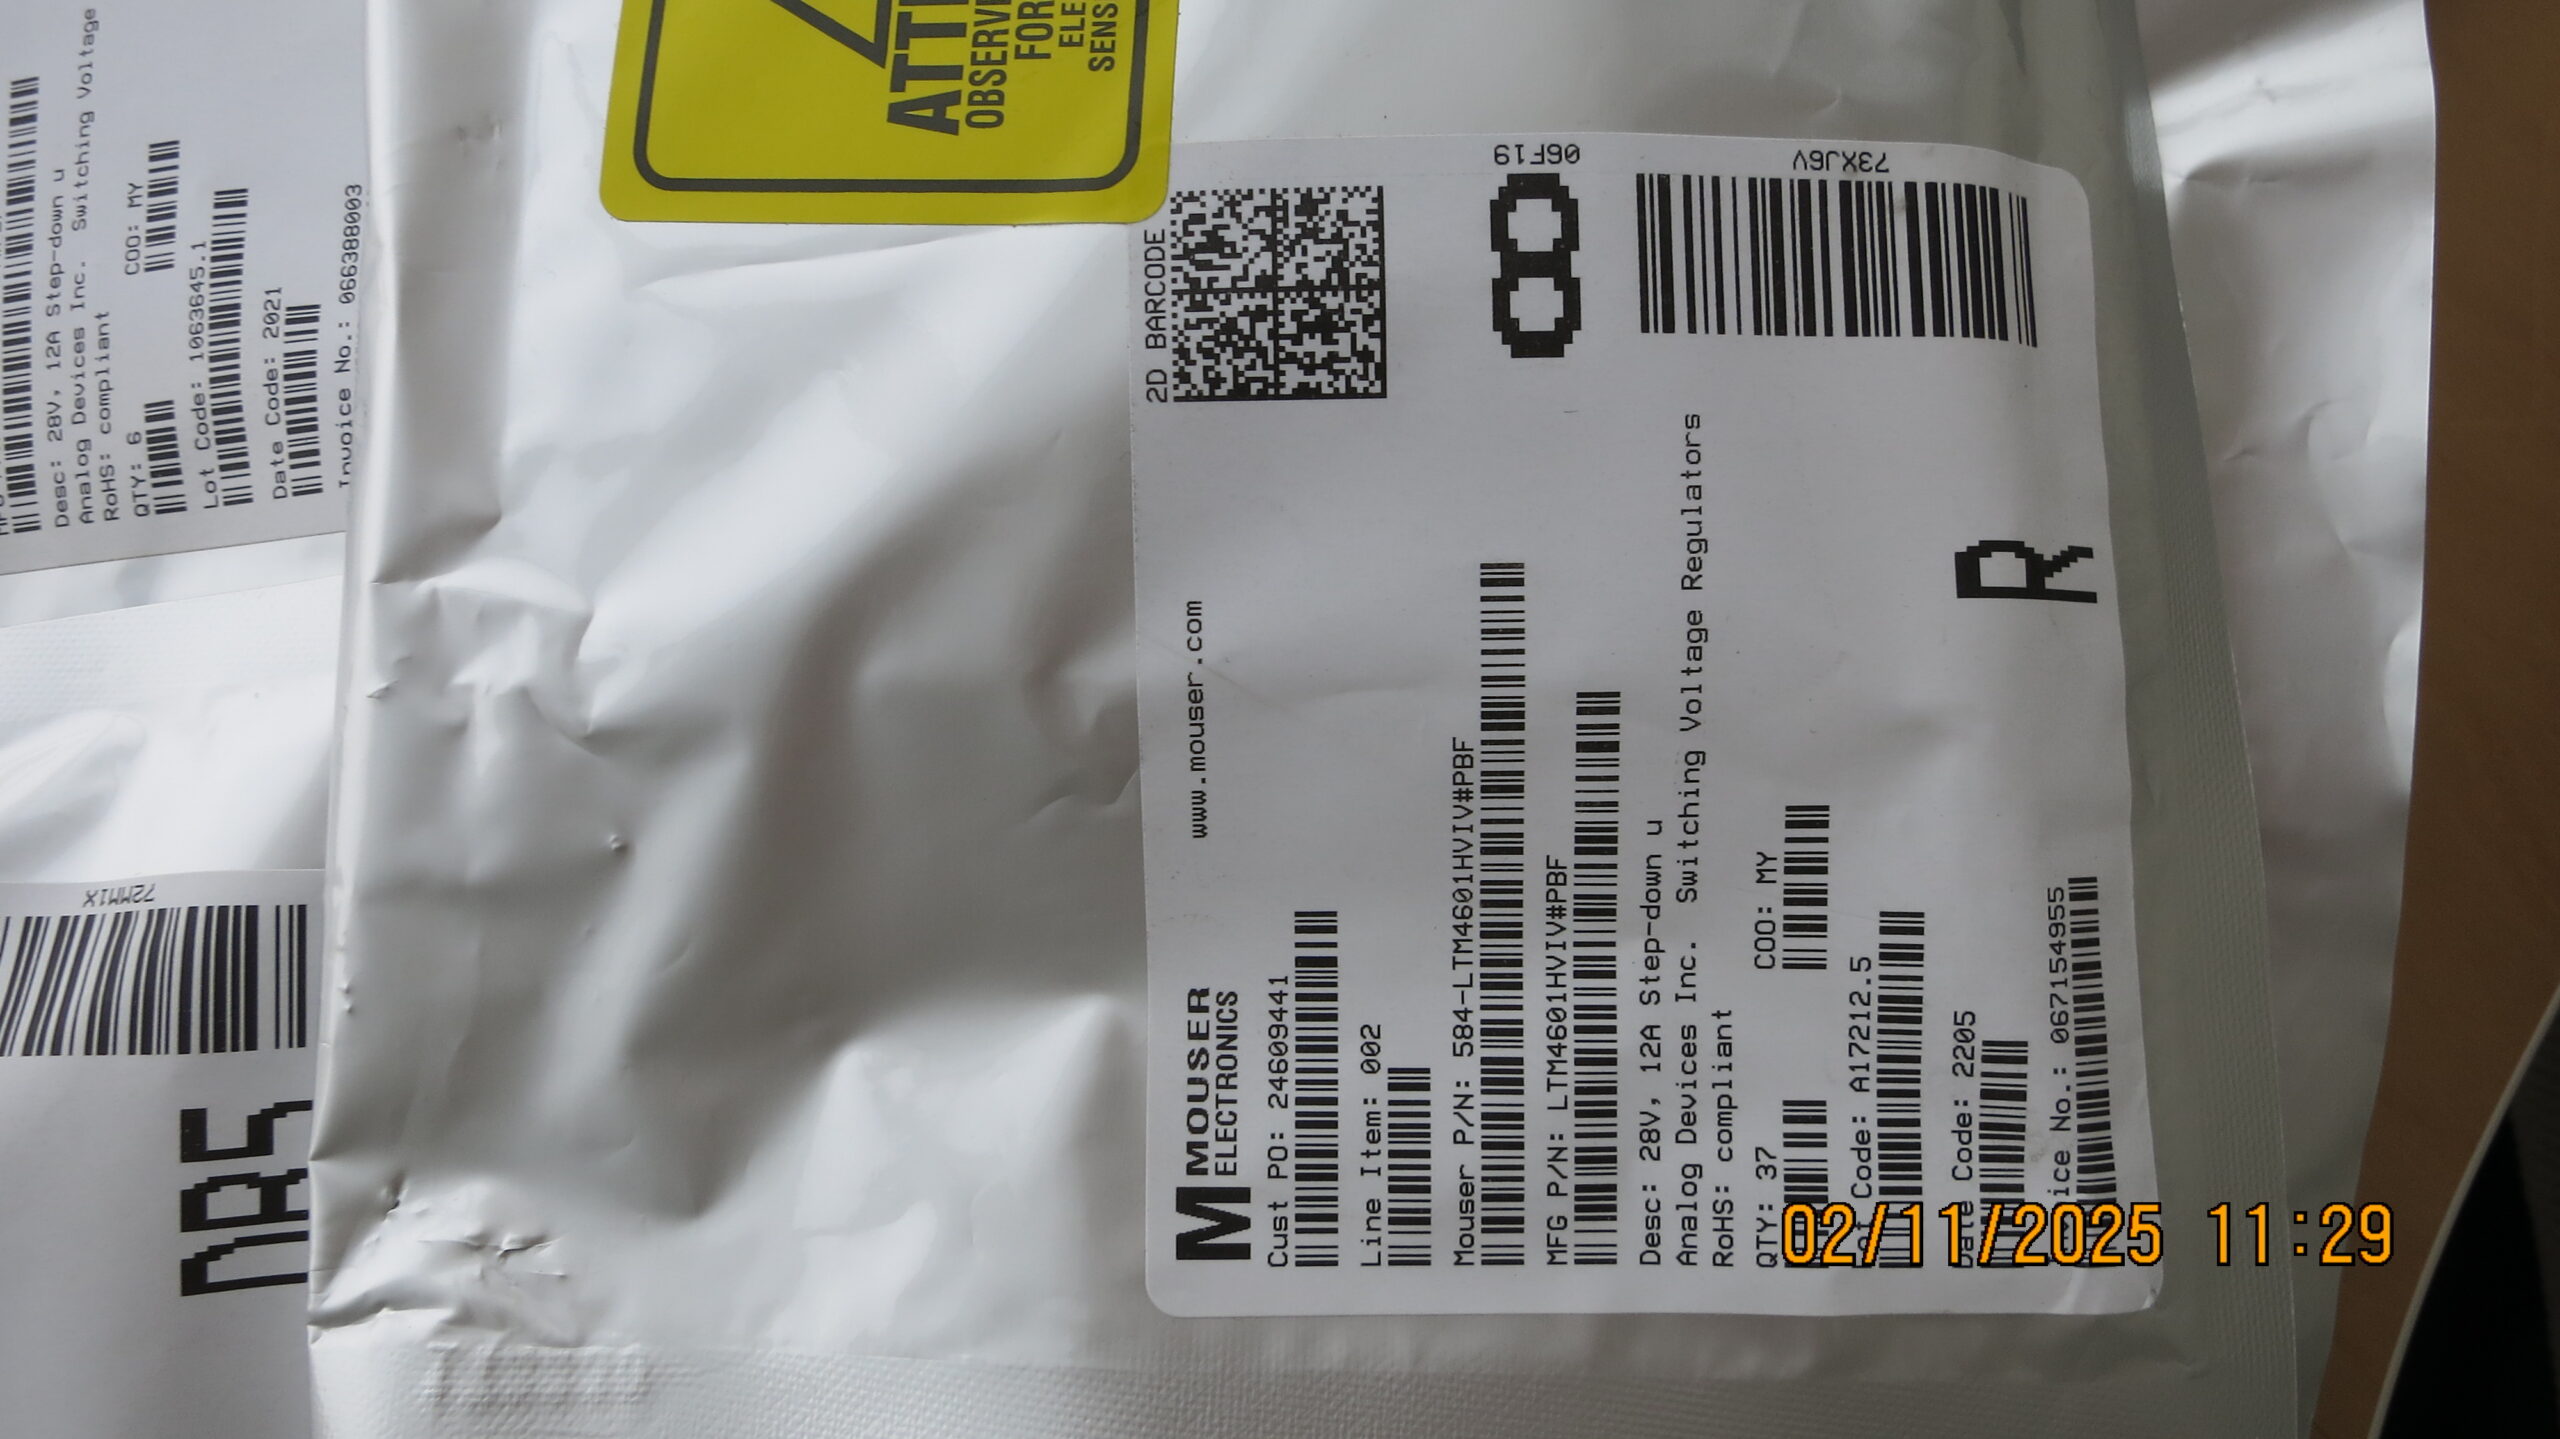 MOUSER
ELECTRONICS
www.mouser.com
2D BARCODE
Cust PO: 24609441
Line Item: 002
Mouser P/N: 584-LTM4601HVIV#PBF
06F19
8
MFG P/N: LTM4601HVIV#PBF
Desc: 28V, 12A Step-down u
Analog Devices Inc. Switching Voltage Regulators
RoHS: compliant
73XJ6V
QTY: 37
COO: MY
Code: A17212.5
Date Code: 2205
ice No.: 067154955
R
ATTE
OBSERV
FOR
ELE
SENS
Desc: 28V, 12A Step-down u
Analog Devices Inc. Switching Voltage
RoHS: compliant
QTY: 6
COO: MY
Lot Code: 1063645.1
Date Code: 2021
Invoice No.: 066388003
72MM1X
02/11/2025 11:29